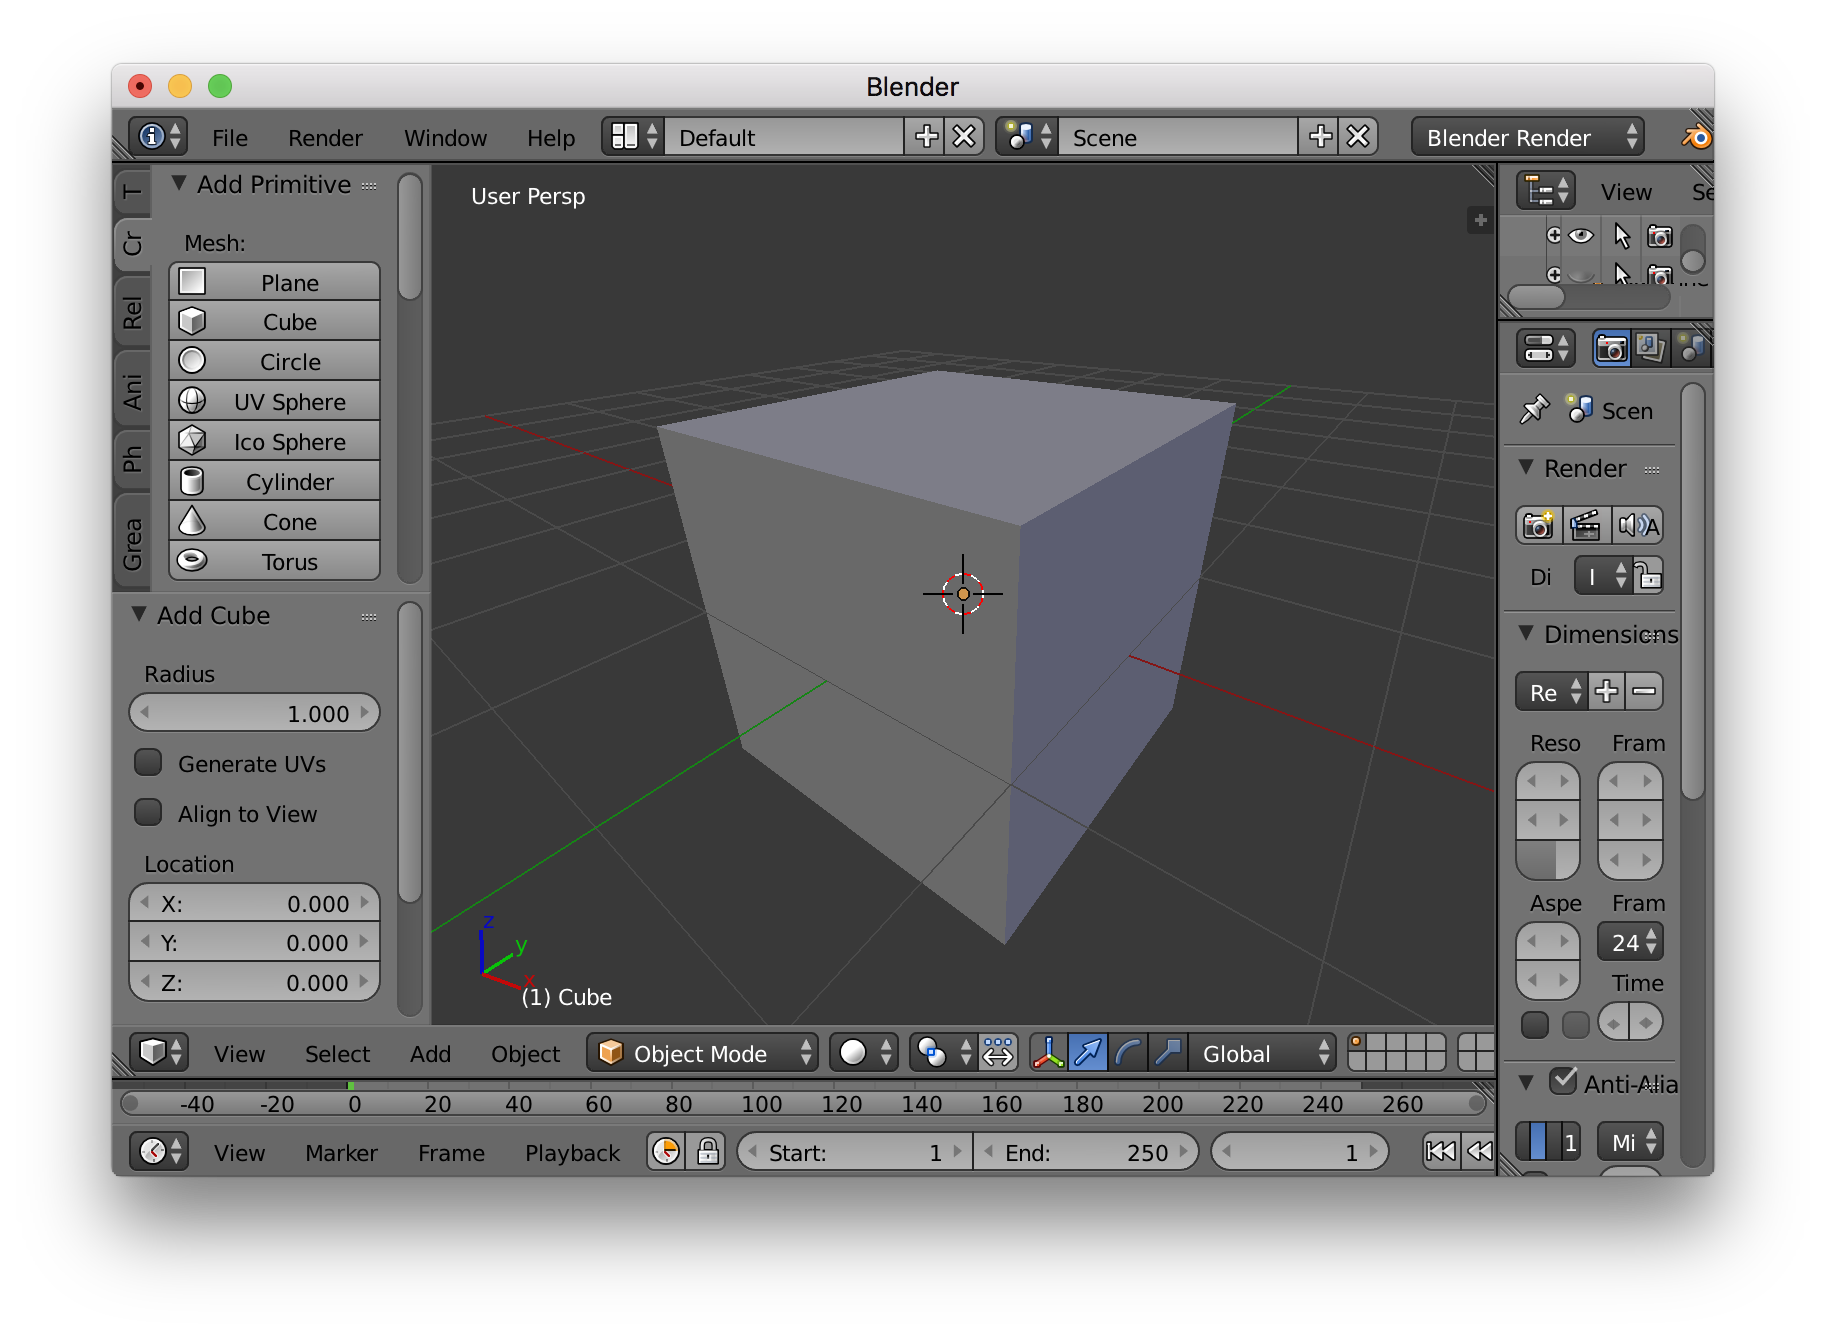 Blender
File Render Window Help Default Scene Blender Render
T
Cr
Rel
Ani
Ph
Grea
Add Primitive
Mesh:
Plane
Cube
Circle
UV Sphere
Ico Sphere
Cylinder
Cone
Torus
Add Cube
Radius
1.000
Generate UVs
Align to View
Location
X: 0.000
Y: 0.000
Z: 0.000
User Persp
z
y
x
(1) Cube
View Select Add Object Object Mode Global
-40 -20 0 20 40 60 80 100 120 140 160 180 200 220 240 260
View Marker Frame Playback Start: 1 End: 250 1
View Se
Scen
Render
Di I
Dimensions
Re
Reso Fram
Aspe Fram
24
Time
Anti-Alia
1 Mi